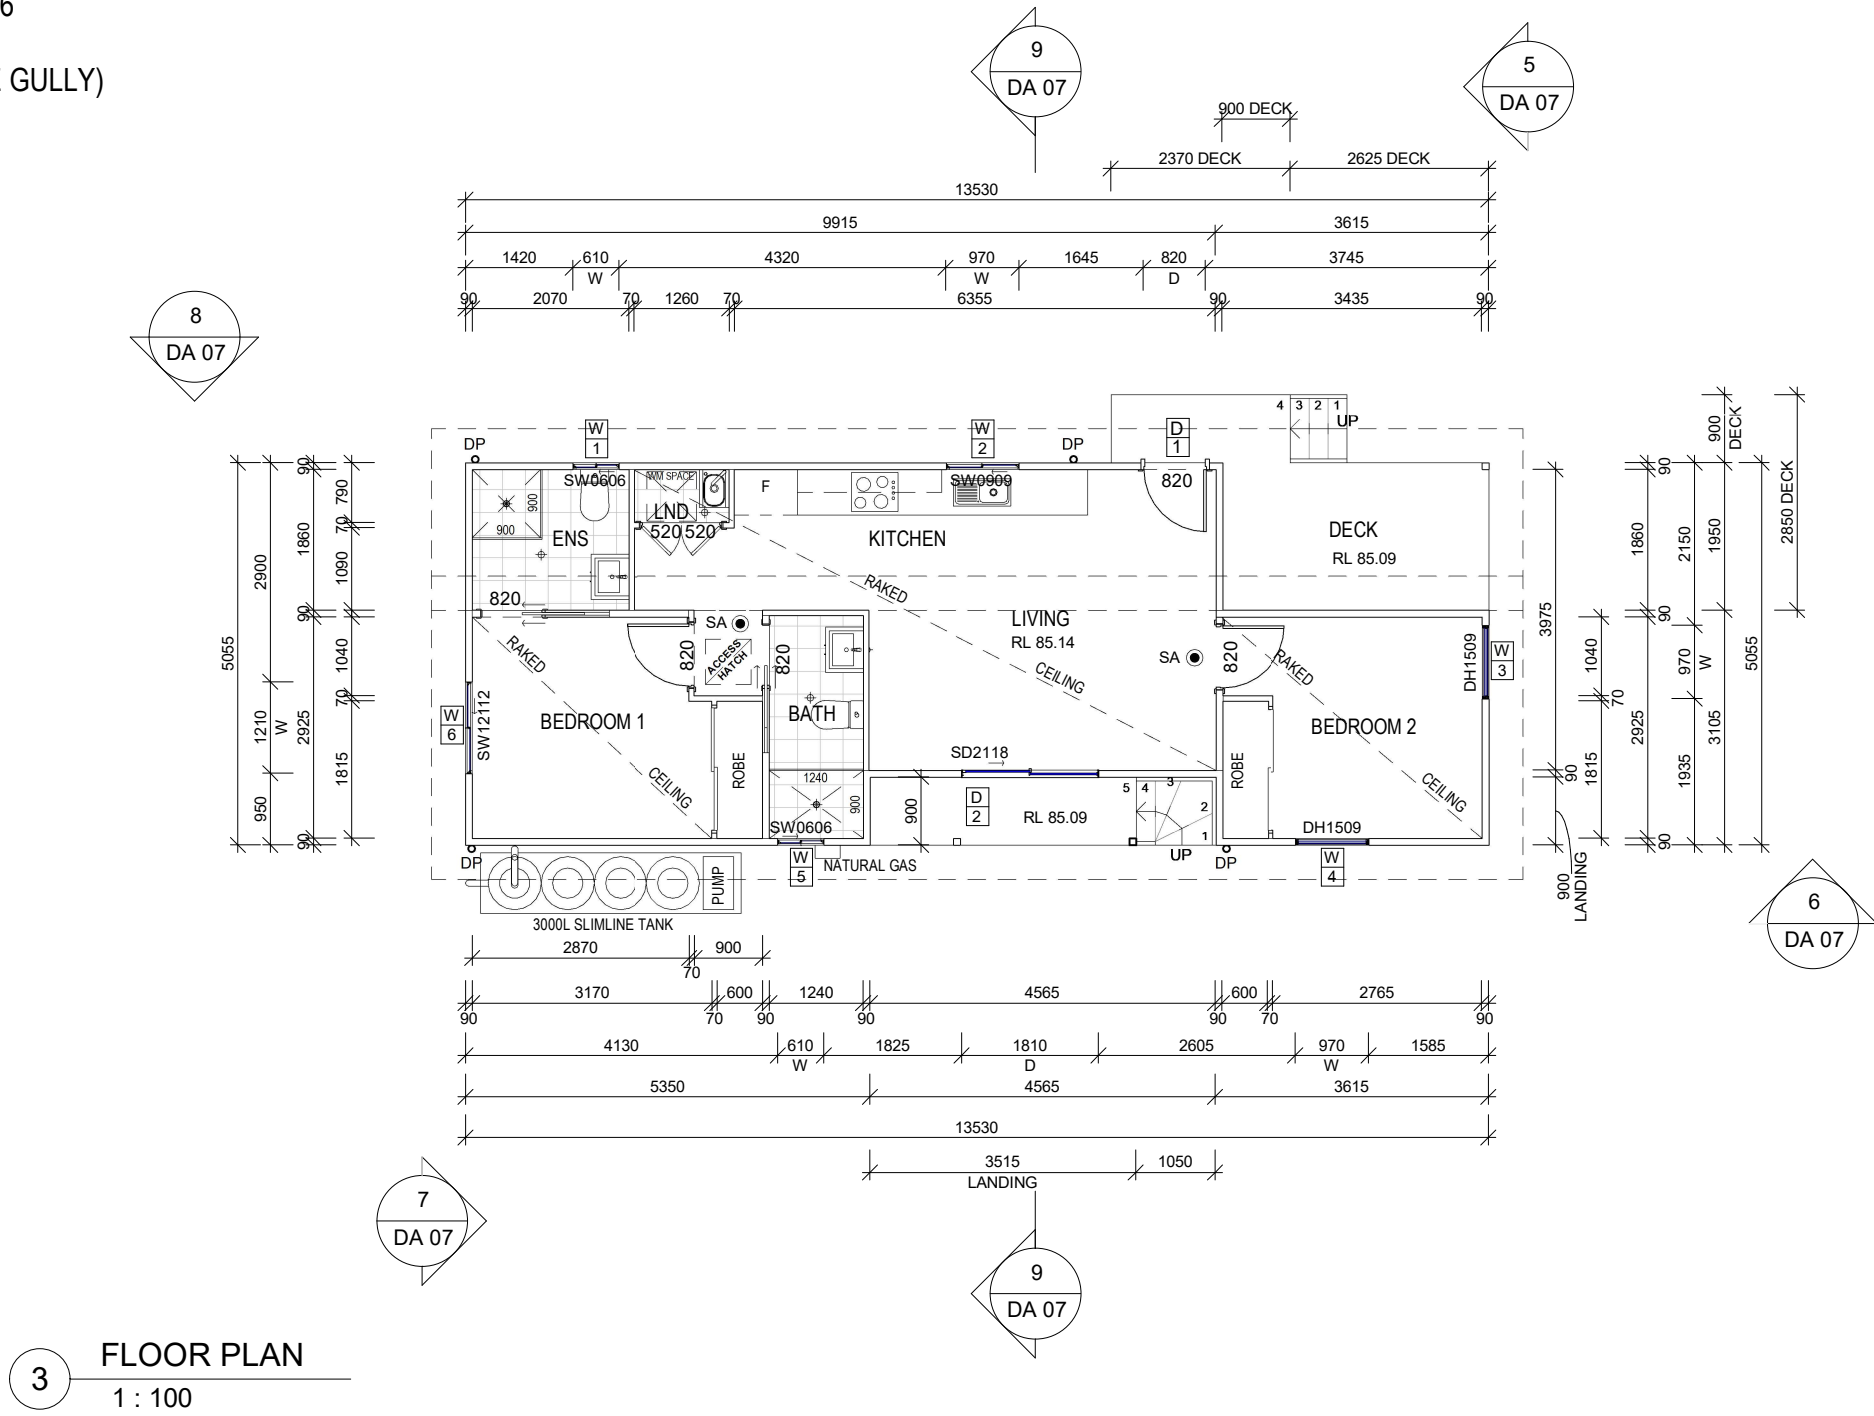 6
E GULLY)
9
DA 07
5
DA 07
900 DECK
2370 DECK
2625 DECK
13530
9915
3615
1420
610
4320
970
1645
820
3745
W
W
D
90
2070
70
1260
70
6355
90
3435
90
8
DA 07
4
3
2
1
UP
DP
W
1
W
2
DP
D
1
SW0606
WM SPACE
SW0909
820
F
900
900
ENS
LND
520
520
KITCHEN
DECK
RL 85.09
RAKED
820
SA
LIVING
RL 85.14
SA
820
ACCESS
HATCH
820
820
RAKED
CEILING
RAKED
DH1509
W
3
BEDROOM 1
BATH
BEDROOM 2
W
6
SW12112
ROBE
CEILING
SD2118
ROBE
CEILING
1240
900
900
D
2
RL 85.09
5
4
3
2
1
UP
SW0606
DH1509
DP
W
5
NATURAL GAS
DP
W
4
PUMP
3000L SLIMLINE TANK
5055
2900
1210
W
950
90
1860
90
2925
90
790
70
1090
1040
70
1815
3975
90
900
LANDING
1040
70
1815
90
1860
90
2925
90
2150
970
W
1935
900
DECK
1950
3105
5055
2850 DECK
6
DA 07
2870
70
900
3170
600
1240
4565
600
2765
90
70
90
90
90
70
90
4130
610
1825
1810
2605
970
1585
W
D
W
5350
4565
3615
13530
3515
1050
LANDING
7
DA 07
9
DA 07
3
FLOOR PLAN
1 : 100